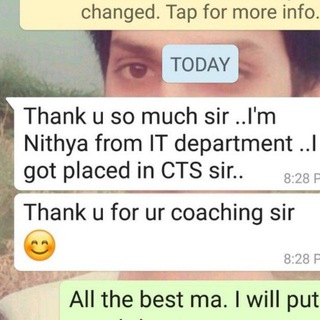 changed. Tap for more info.
TODAY
Thank u so much sir ..I'm
Nithya from IT department ..I
got placed in CTS sir..
8:28 P
Thank u for ur coaching sir
😊
8:28 P
All the best ma. I will put